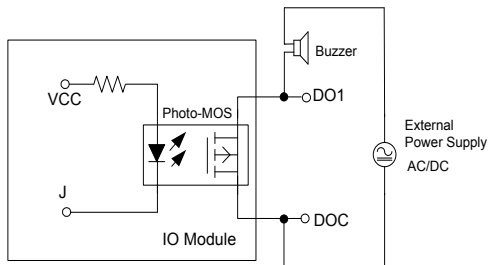 Buzzer
VCC
Photo-MOS
DO1
External
Power Supply
AC/DC
J
DOC
IO Module